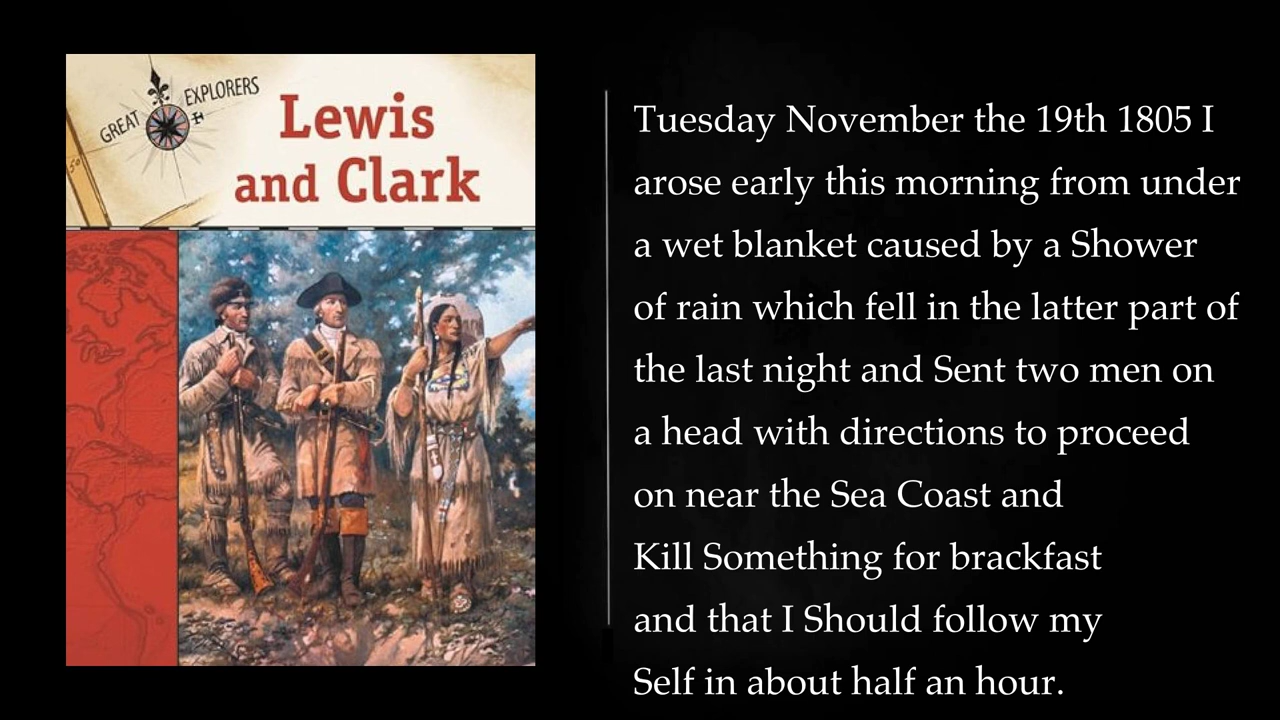 GREAT EXPLORERS
Lewis
and Clark
50
Tuesday November the 19th 1805 I
arose early this morning from under
a wet blanket caused by a Shower
of rain which fell in the latter part of
the last night and Sent two men on
a head with directions to proceed
on near the Sea Coast and
Kill Something for brackfast
and that I Should follow my
Self in about half an hour.